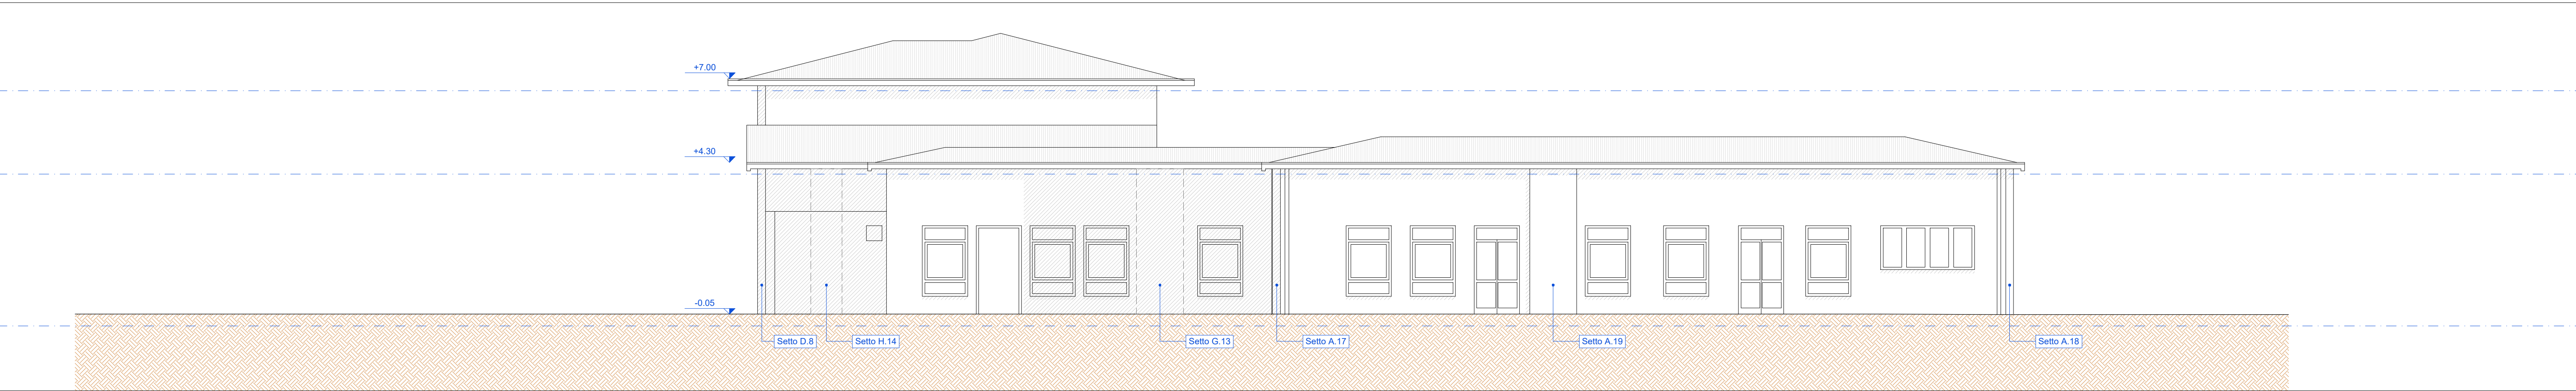 +7.00
+4.30
-0.05
Setto D.8
Setto H.14
Setto G.13
Setto A.17
Setto A.19
Setto A.18